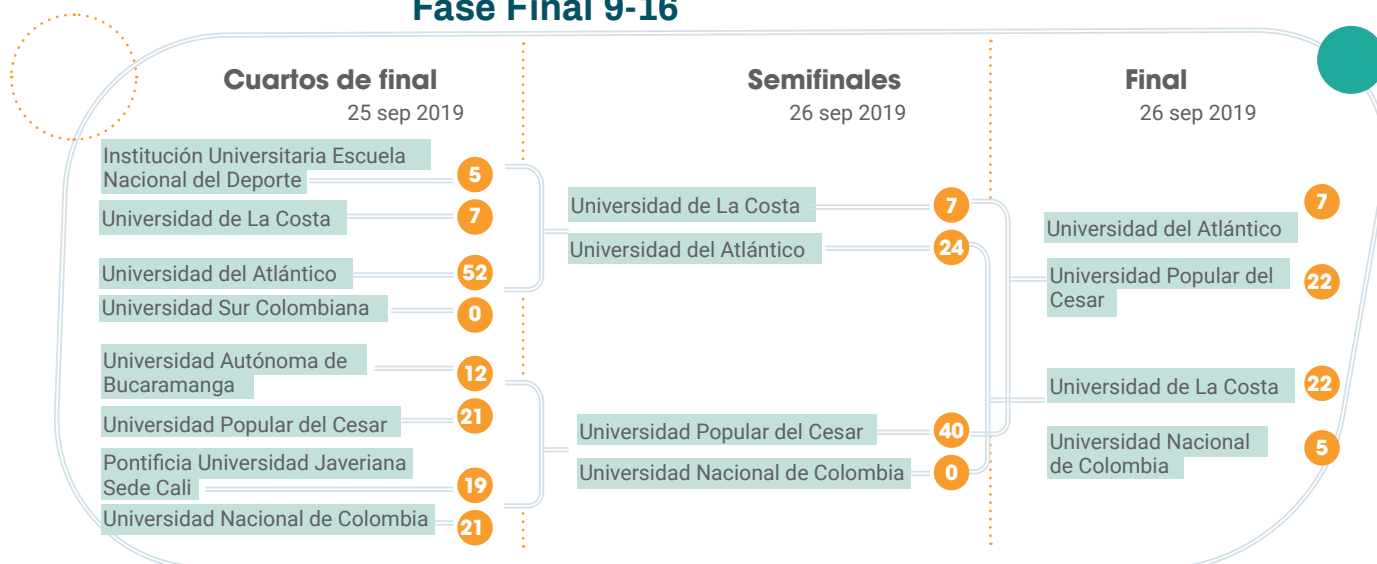 Fase Final 9-16
Cuartos de final
25 sep 2019
Institución Universitaria Escuela
Nacional del Deporte
5
Universidad de La Costa
7
Universidad del Atlántico
52
Universidad Sur Colombiana
0
Universidad Autónoma de
Bucaramanga
12
Universidad Popular del Cesar
21
Pontificia Universidad Javeriana
Sede Cali
19
Universidad Nacional de Colombia
21
Semifinales
26 sep 2019
Universidad de La Costa
7
Universidad del Atlántico
24
Universidad Popular del Cesar
40
Universidad Nacional de Colombia
0
Final
26 sep 2019
7
Universidad del Atlántico
Universidad Popular del
Cesar
22
Universidad de La Costa
22
Universidad Nacional
de Colombia
5